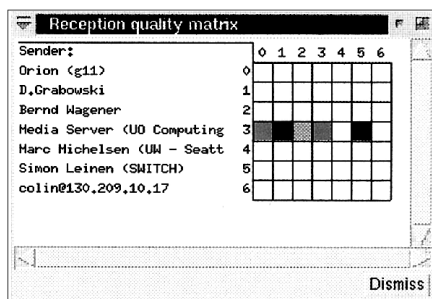 Reception quality matrix
Sender:
0 1 2 3 4 5 6
Orion (g11) 0
D.Grabowski 1
Bernd Wagener 2
Media Server (UO Computing 3
Marc Michelsen (UW - Seatt 4
Simon Leinen (SWITCH) 5
colin@130.209.10.17 6
Dismiss